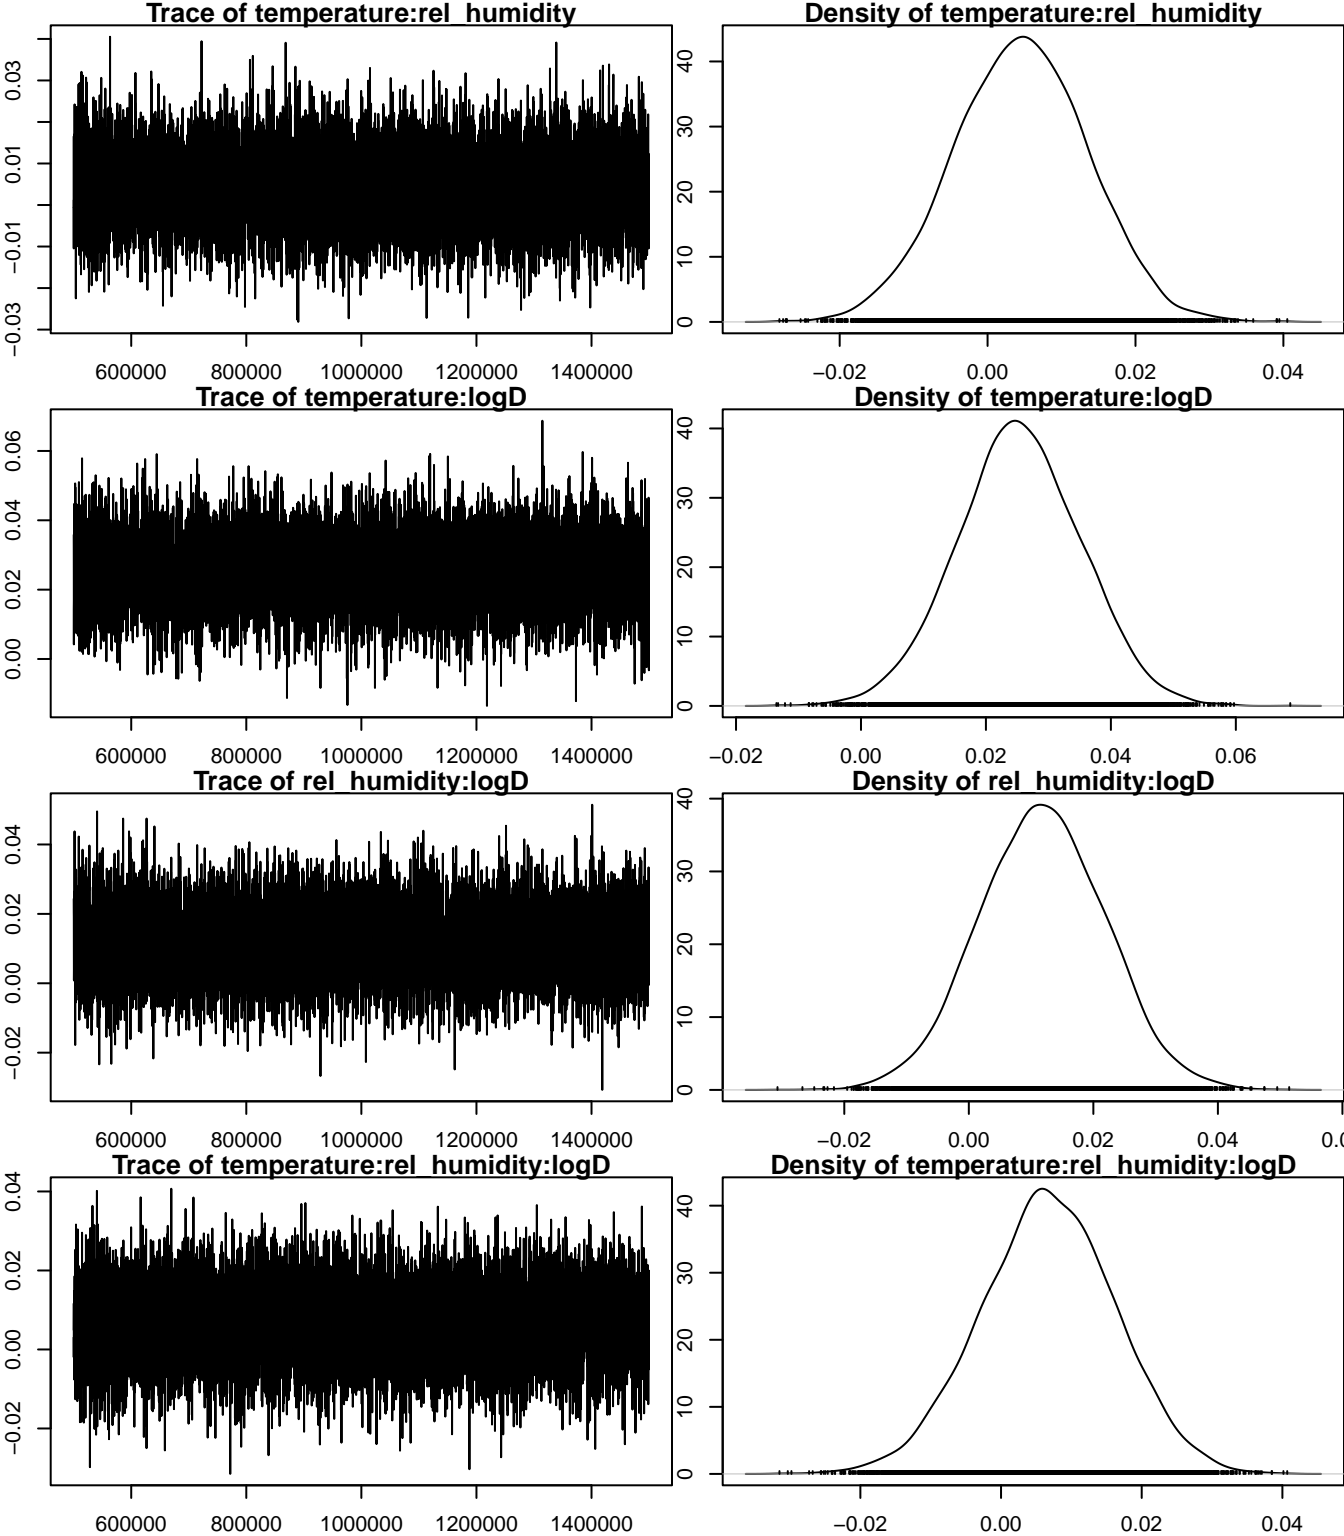 Trace of temperature:rel_humidity
0.03
0.01
−0.01
−0.03
600000 800000 1000000 1200000 1400000
Density of temperature:rel_humidity
40
30
20
10
0
−0.02 0.00 0.02 0.04
Trace of temperature:logD
0.06
0.04
0.02
0.00
600000 800000 1000000 1200000 1400000
Density of temperature:logD
40
30
20
10
0
−0.02 0.00 0.02 0.04 0.06
Trace of rel_humidity:logD
0.04
0.02
0.00
−0.02
600000 800000 1000000 1200000 1400000
Density of rel_humidity:logD
40
30
20
10
0
−0.02 0.00 0.02 0.04
Trace of temperature:rel_humidity:logD
0.04
0.02
0.00
−0.02
600000 800000 1000000 1200000 1400000
Density of temperature:rel_humidity:logD
40
30
20
10
0
−0.02 0.00 0.02 0.04